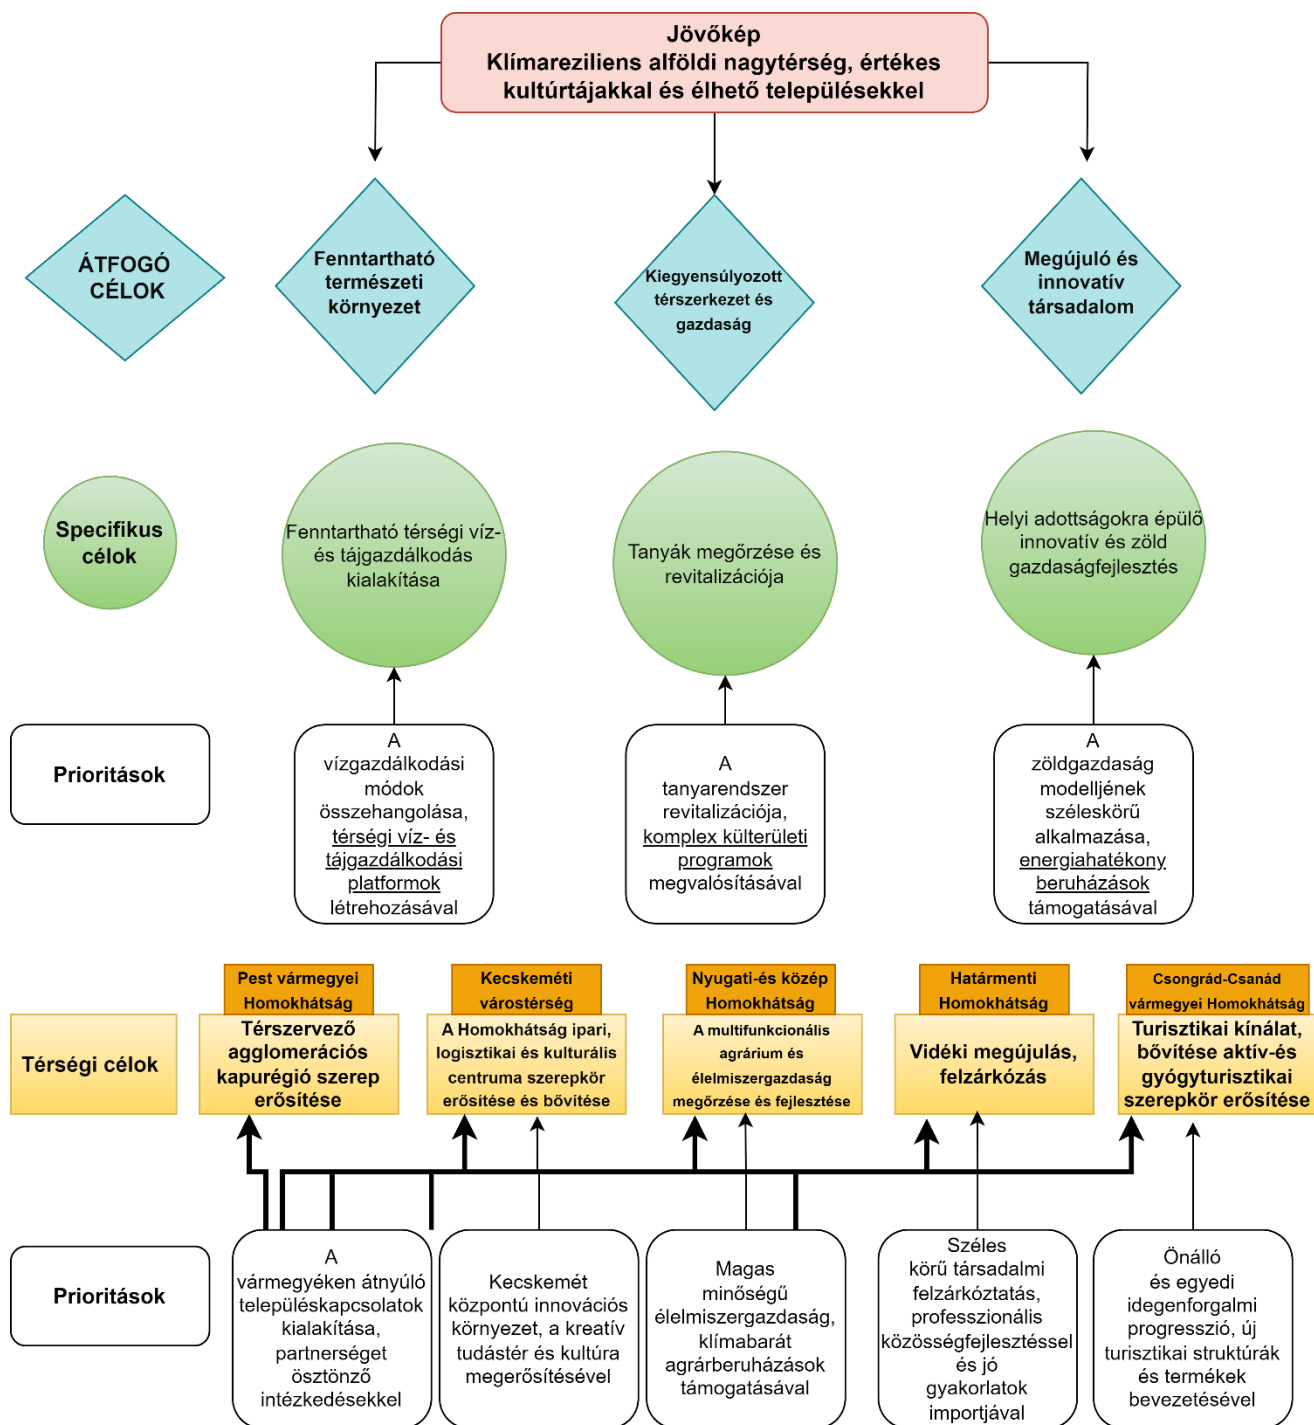 Jövőkép
Klímareziliens alföldi nagytérség, értékes
kultúrtájakkal és élhető településekkel
ÁTFOGÓ
CÉLOK
Fenntartható
természeti
környezet
Kiegyensúlyozott
térszerkezet és
gazdaság
Megújuló és
innovatív
társadalom
Specifikus
célok
Fenntartható térségi víz-
és tájgazdálkodás
kialakítása
Tanyák megőrzése és
revitalizációja
Helyi adottságokra épülő
innovatív és zöld
gazdaságfejlesztés
Prioritások
A
vízgazdálkodási
módok
összehangolása,
térségi víz- és
tájgazdálkodási
platformok
létrehozásával
A
tanyarendszer
revitalizációja,
komplex külterületi
programok
megvalósításával
A
zöldgazdaság
modelljének
széleskörű
alkalmazása,
energiahatékony
beruházások
támogatásával
Térségi célok
Pest vármegyei
Homokhátság
Térszervező
agglomerációs
kapurégió szerep
erősítése
Kecskeméti
várostérség
A Homokhátság ipari,
logisztikai és kulturális
centruma szerepkör
erősítése és bővítése
Nyugati-és közép
Homokhátság
A multifunkcionális
agrárium és
élelmiszergazdaság
megőrzése és fejlesztése
Határmenti
Homokhátság
Vidéki megújulás,
felzárkózás
Csongrád-Csanád
vármegyei Homokhátság
Turisztikai kínálat,
bővítése aktív-és
gyógyturisztikai
szerepkör erősítése
Prioritások
A
vármegyéken átnyúló
településkapcsolatok
kialakítása,
partnerséget
ösztönző
intézkedésekkel
Kecskemét
központú innovációs
környezet, a kreatív
tudástér és kultúra
megerősítésével
Magas
minőségű
élelmiszergazdaság,
klímabarát
agrárberuházások
támogatásával
Széles
körű társadalmi
felzárkóztatás,
professzionális
közösségfejlesztéssel
és jó
gyakorlatok
importjával
Önálló
és egyedi
idegenforgalmi
progresszió, új
turisztikai struktúrák
és termékek
bevezetésével